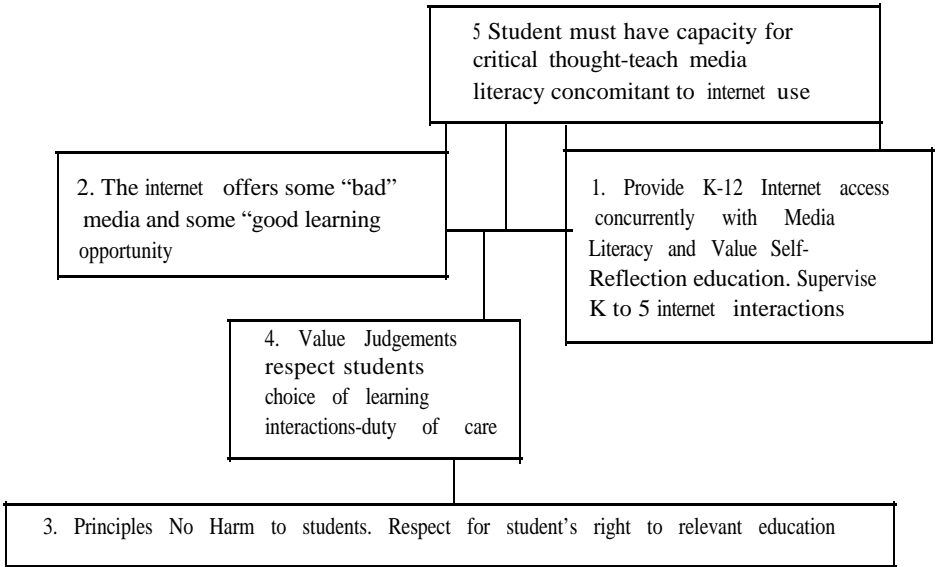 5 Student must have capacity for
critical thought-teach media
literacy concomitant to internet use
2. The internet offers some “bad”
media and some “good learning
opportunity
1. Provide K-12 Internet access
concurrently with Media
Literacy and Value Self-
Reflection education. Supervise
K to 5 internet interactions
4. Value Judgements
respect students
choice of learning
interactions-duty of care
3. Principles No Harm to students. Respect for student’s right to relevant education